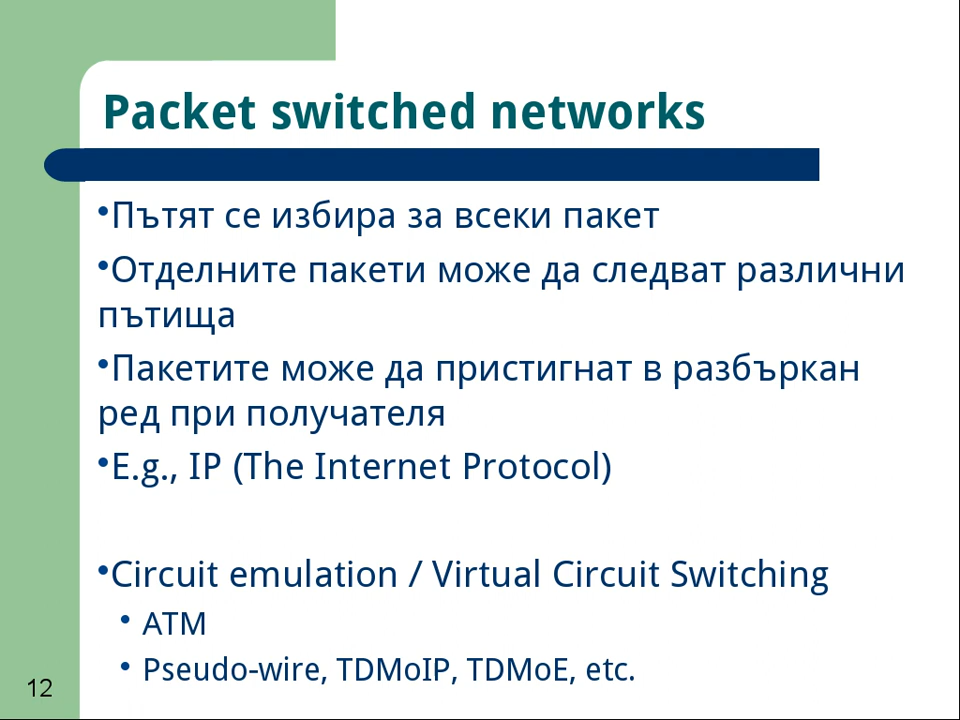 Packet switched networks
•Пътят се избира за всеки пакет
•Отделните пакети може да следват различни
пътища
•Пакетите може да пристигнат в разбъркан
ред при получателя
•E.g., IP (The Internet Protocol)
•Circuit emulation / Virtual Circuit Switching
• ATM
• Pseudo-wire, TDMoIP, TDMoE, etc.
12